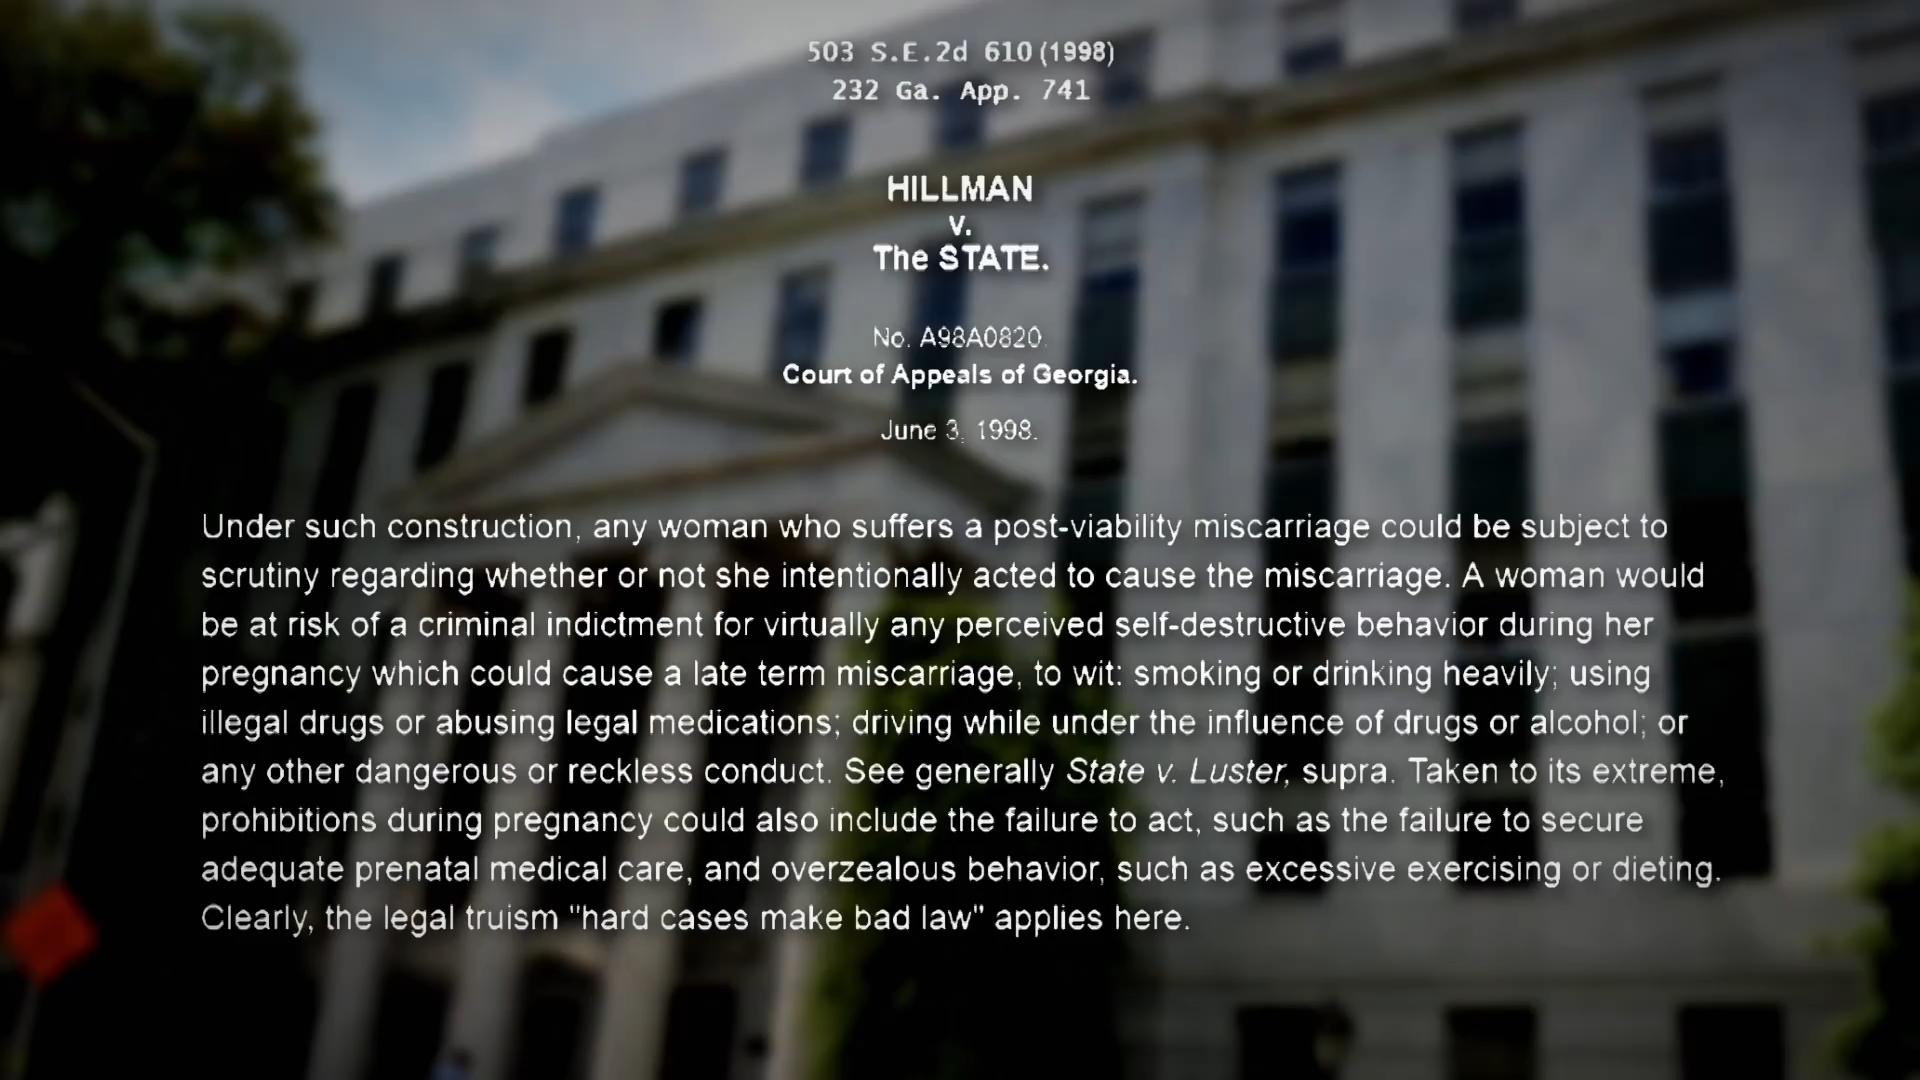 503 S.E.2d 610 (1998)
232 Ga. App. 741
HILLMAN
v.
The STATE.
No. A98A0820.
Court of Appeals of Georgia.
June 3, 1998.
Under such construction, any woman who suffers a post-viability miscarriage could be subject to
scrutiny regarding whether or not she intentionally acted to cause the miscarriage. A woman would
be at risk of a criminal indictment for virtually any perceived self-destructive behavior during her
pregnancy which could cause a late term miscarriage, to wit: smoking or drinking heavily; using
illegal drugs or abusing legal medications; driving while under the influence of drugs or alcohol; or
any other dangerous or reckless conduct. See generally State v. Luster, supra. Taken to its extreme,
prohibitions during pregnancy could also include the failure to act, such as the failure to secure
adequate prenatal medical care, and overzealous behavior, such as excessive exercising or dieting.
Clearly, the legal truism "hard cases make bad law" applies here.